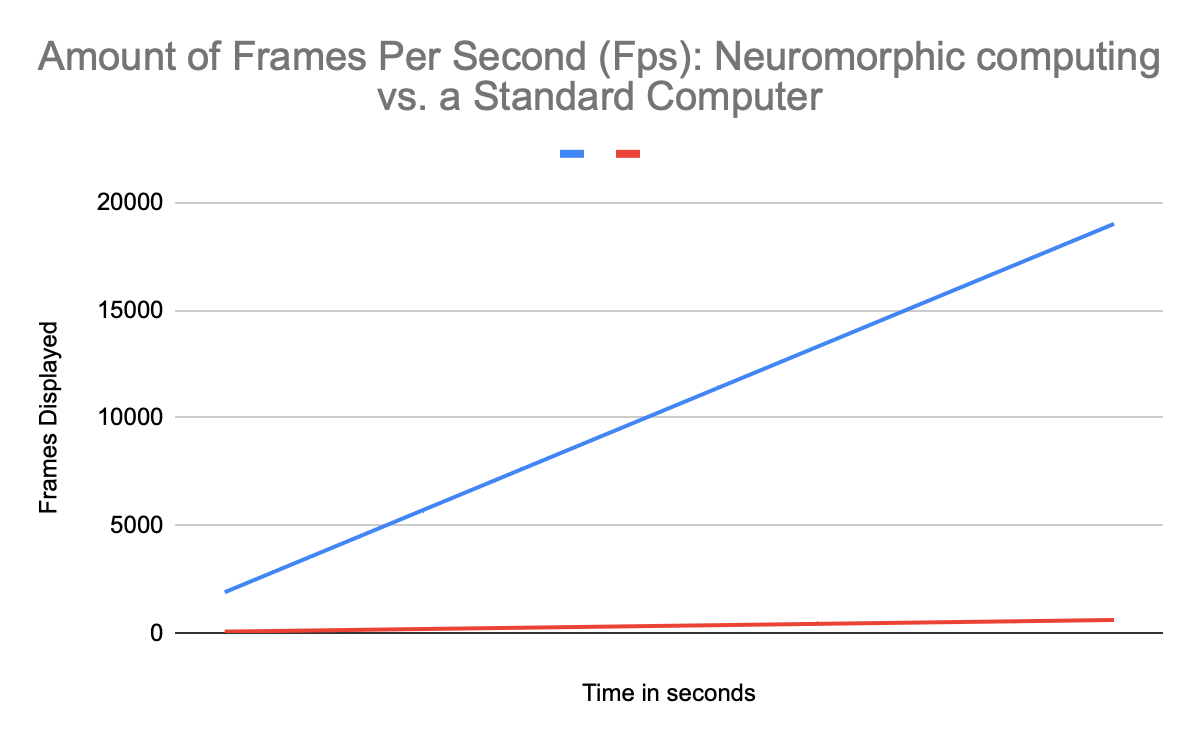 Amount of Frames Per Second (Fps): Neuromorphic computing
vs. a Standard Computer
20000
15000
10000
5000
0
Frames Displayed
Time in seconds